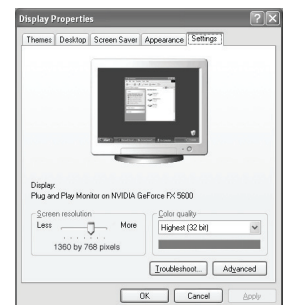 Display Properties
Themes Desktop Screen Saver Appearance Settings
Display:
Plug and Play Monitor on NVIDIA GeForce FX 5600
Screen resolution
Less More
1360 by 768 pixels
Color quality
Highest (32 bit)
Troubleshoot... Advanced
OK Cancel Apply